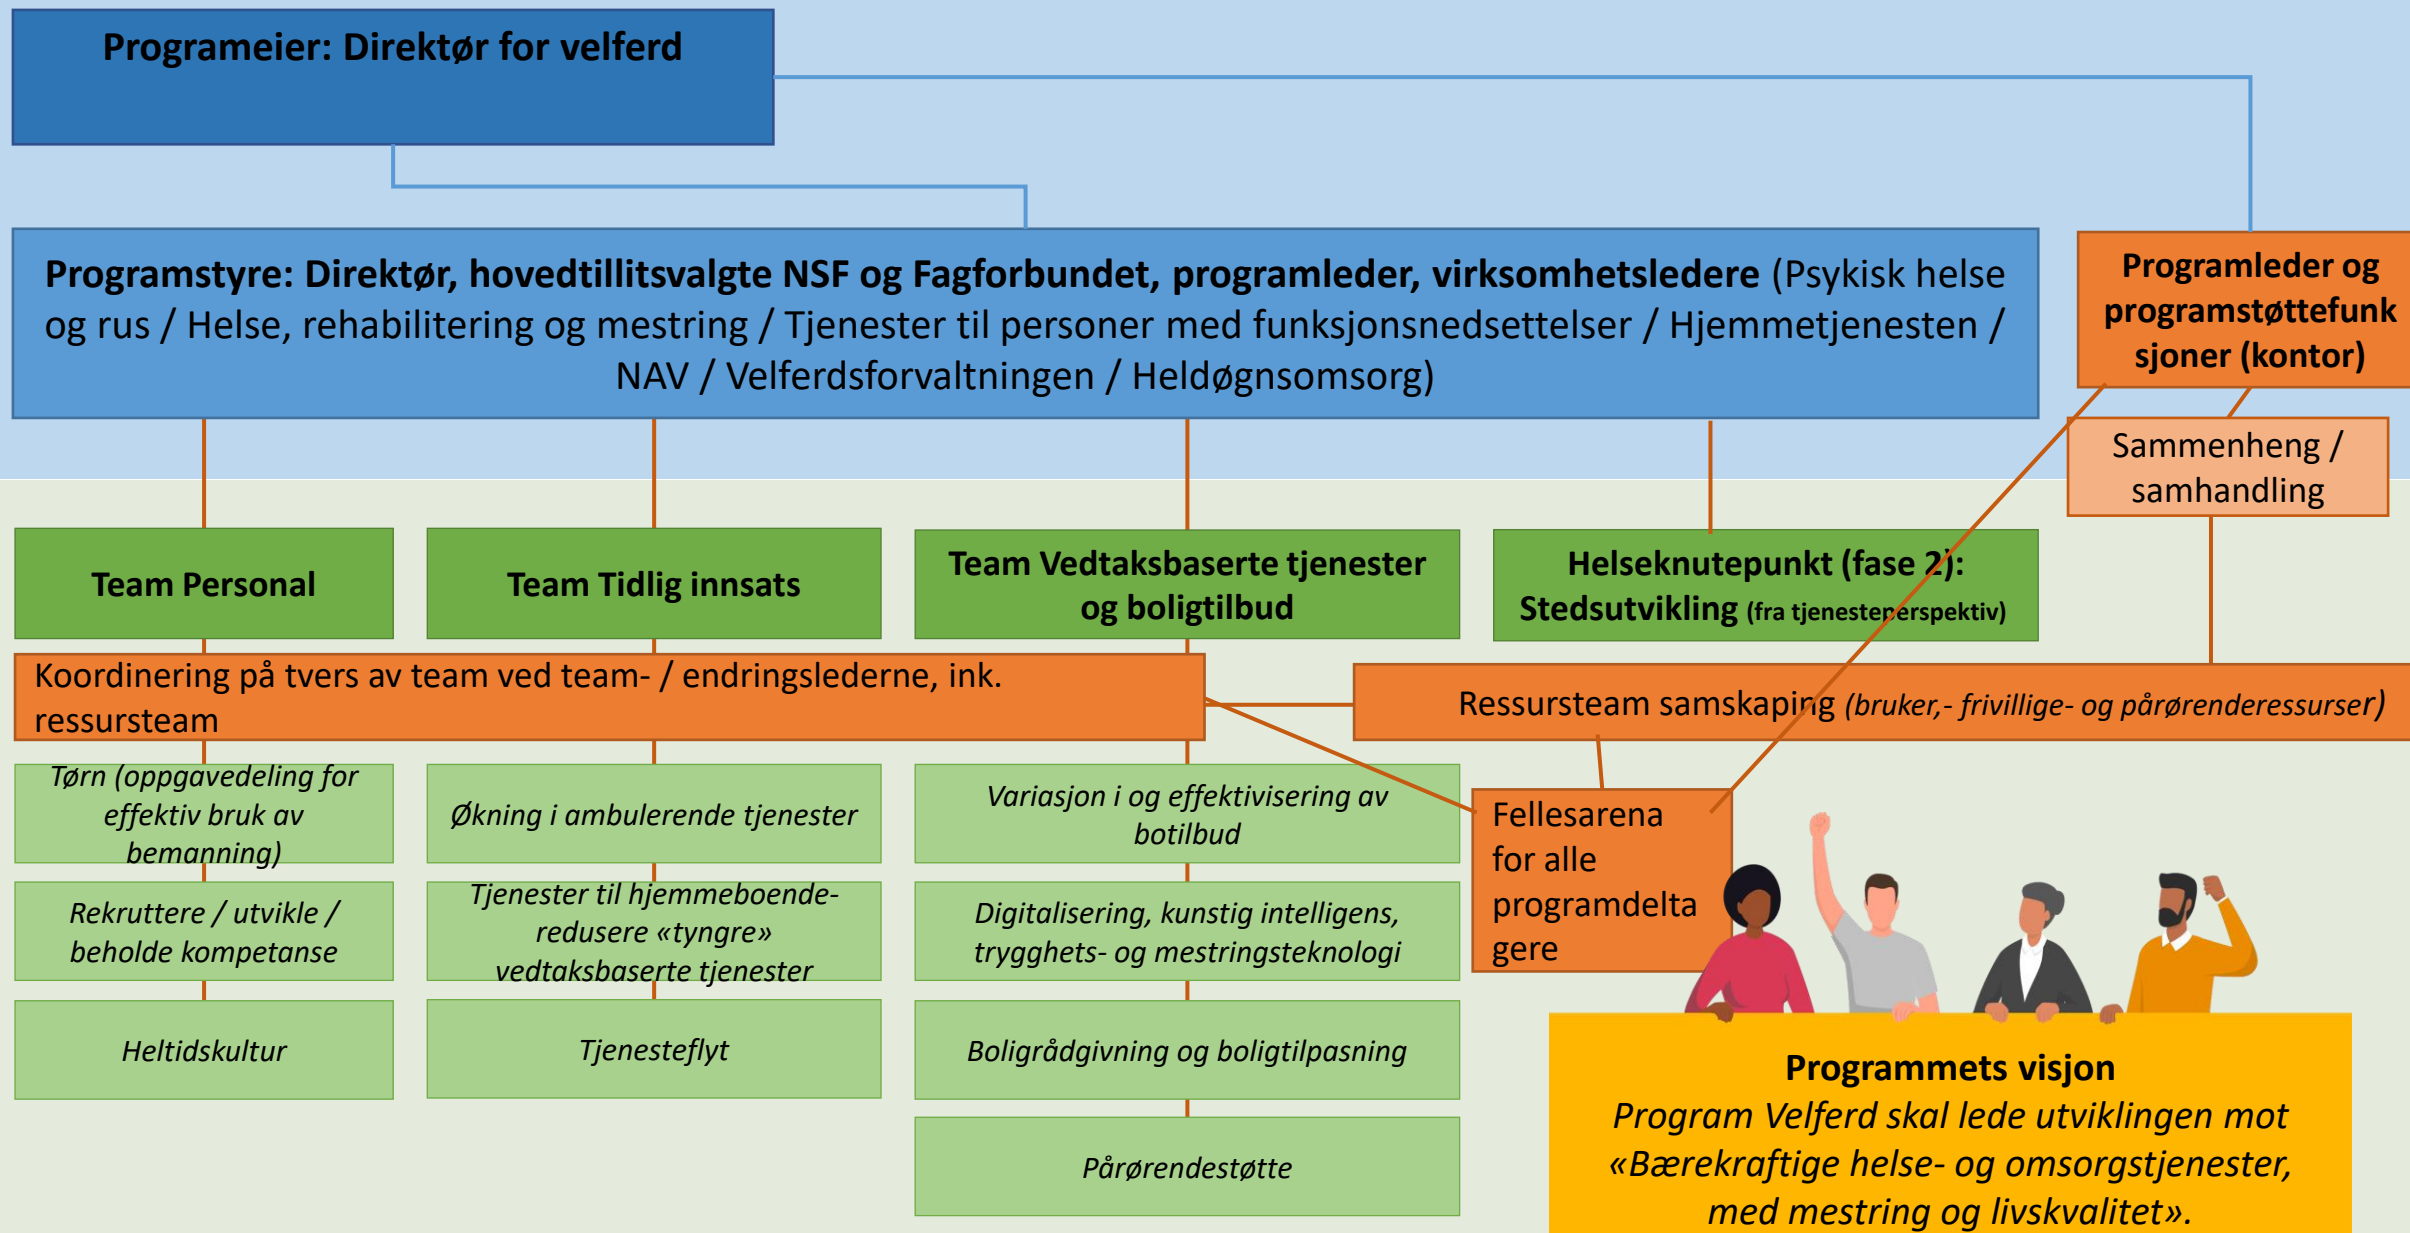 Programeier: Direktør for velferd
Programstyre: Direktør, hovedtillitsvalgte NSF og Fagforbundet, programleder, virksomhetsledere (Psykisk helse
og rus / Helse, rehabilitering og mestring / Tjenester til personer med funksjonsnedsettelser / Hjemmetjenesten /
NAV / Velferdsforvaltningen / Heldøgnsomsorg)
Programleder og
programstøttefunk
sjoner (kontor)
Sammenheng /
samhandling
Team Personal
Team Tidlig innsats
Team Vedtaksbaserte tjenester
og boligtilbud
Helseknutepunkt (fase 2):
Stedsutvikling (fra tjenesteperspektiv)
Koordinering på tvers av team ved team- / endringslederne, ink.
ressursteam
Ressursteam samskaping (bruker,- frivillige- og pårørenderessurser)
Tørn (oppgavedeling for
effektiv bruk av
bemanning)
Rekruttere / utvikle /
beholde kompetanse
Heltidskultur
Økning i ambulerende tjenester
Tjenester til hjemmeboende-
redusere «tyngre»
vedtaksbaserte tjenester
Tjenesteflyt
Variasjon i og effektivisering av
botilbud
Digitalisering, kunstig intelligens,
trygghets- og mestringsteknologi
Boligrådgivning og boligtilpasning
Pårørendestøtte
Fellesarena
for alle
programdelta
gere
Programmets visjon
Program Velferd skal lede utviklingen mot
«Bærekraftige helse- og omsorgstjenester,
med mestring og livskvalitet».